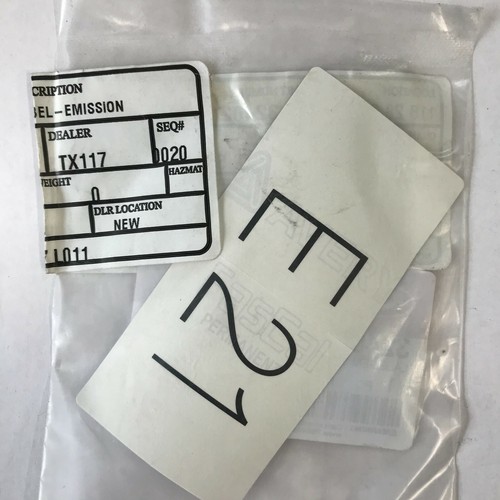 CRIPTION
BEL-EMISSION
DEALER SEQ#
TX117 0020
EIGHT HAZMAT
0
DLR LOCATION
NEW
L011
E21